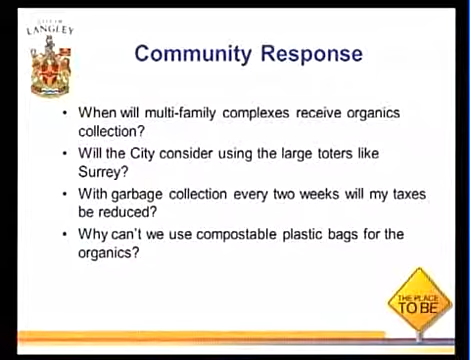 CITY OF
LANGLEY
Community Response
• When will multi-family complexes receive organics
collection?
• Will the City consider using the large toters like
Surrey?
• With garbage collection every two weeks will my taxes
be reduced?
• Why can't we use compostable plastic bags for the
organics?
THE PLACE
TO BE